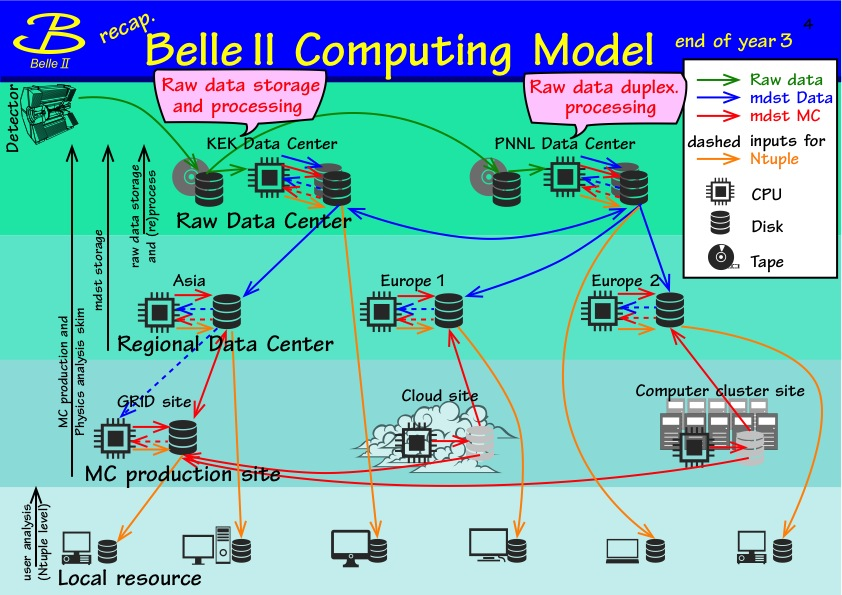 Belle II
recap.
Belle II Computing Model
end of year 3
4
Detector
Raw data storage
and processing
Raw data duplex.
processing
Raw data
mdst Data
mdst MC
dashed inputs for
Ntuple
CPU
Disk
Tape
KEK Data Center
PNNL Data Center
Raw Data Center
raw data storage
and (re)process
mdst storage
MC production and
Physics analysis skim
Asia
Europe 1
Europe 2
Regional Data Center
GRID site
Cloud site
Computer cluster site
MC production site
user analysis
(Ntuple level)
Local resource